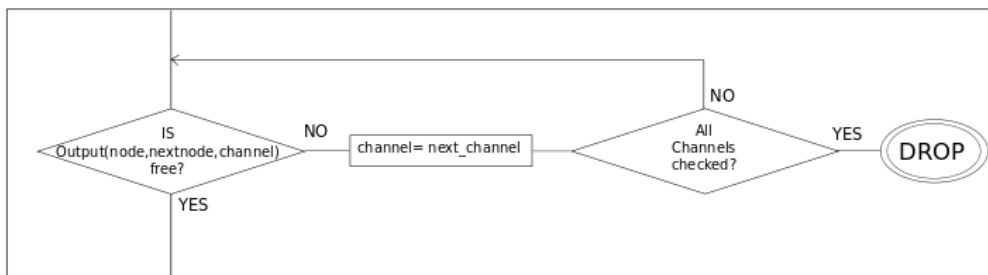 IS
Output(node,nextnode,channel)
free?
YES
NO
channel= next_channel
All
Channels
checked?
NO
YES
DROP